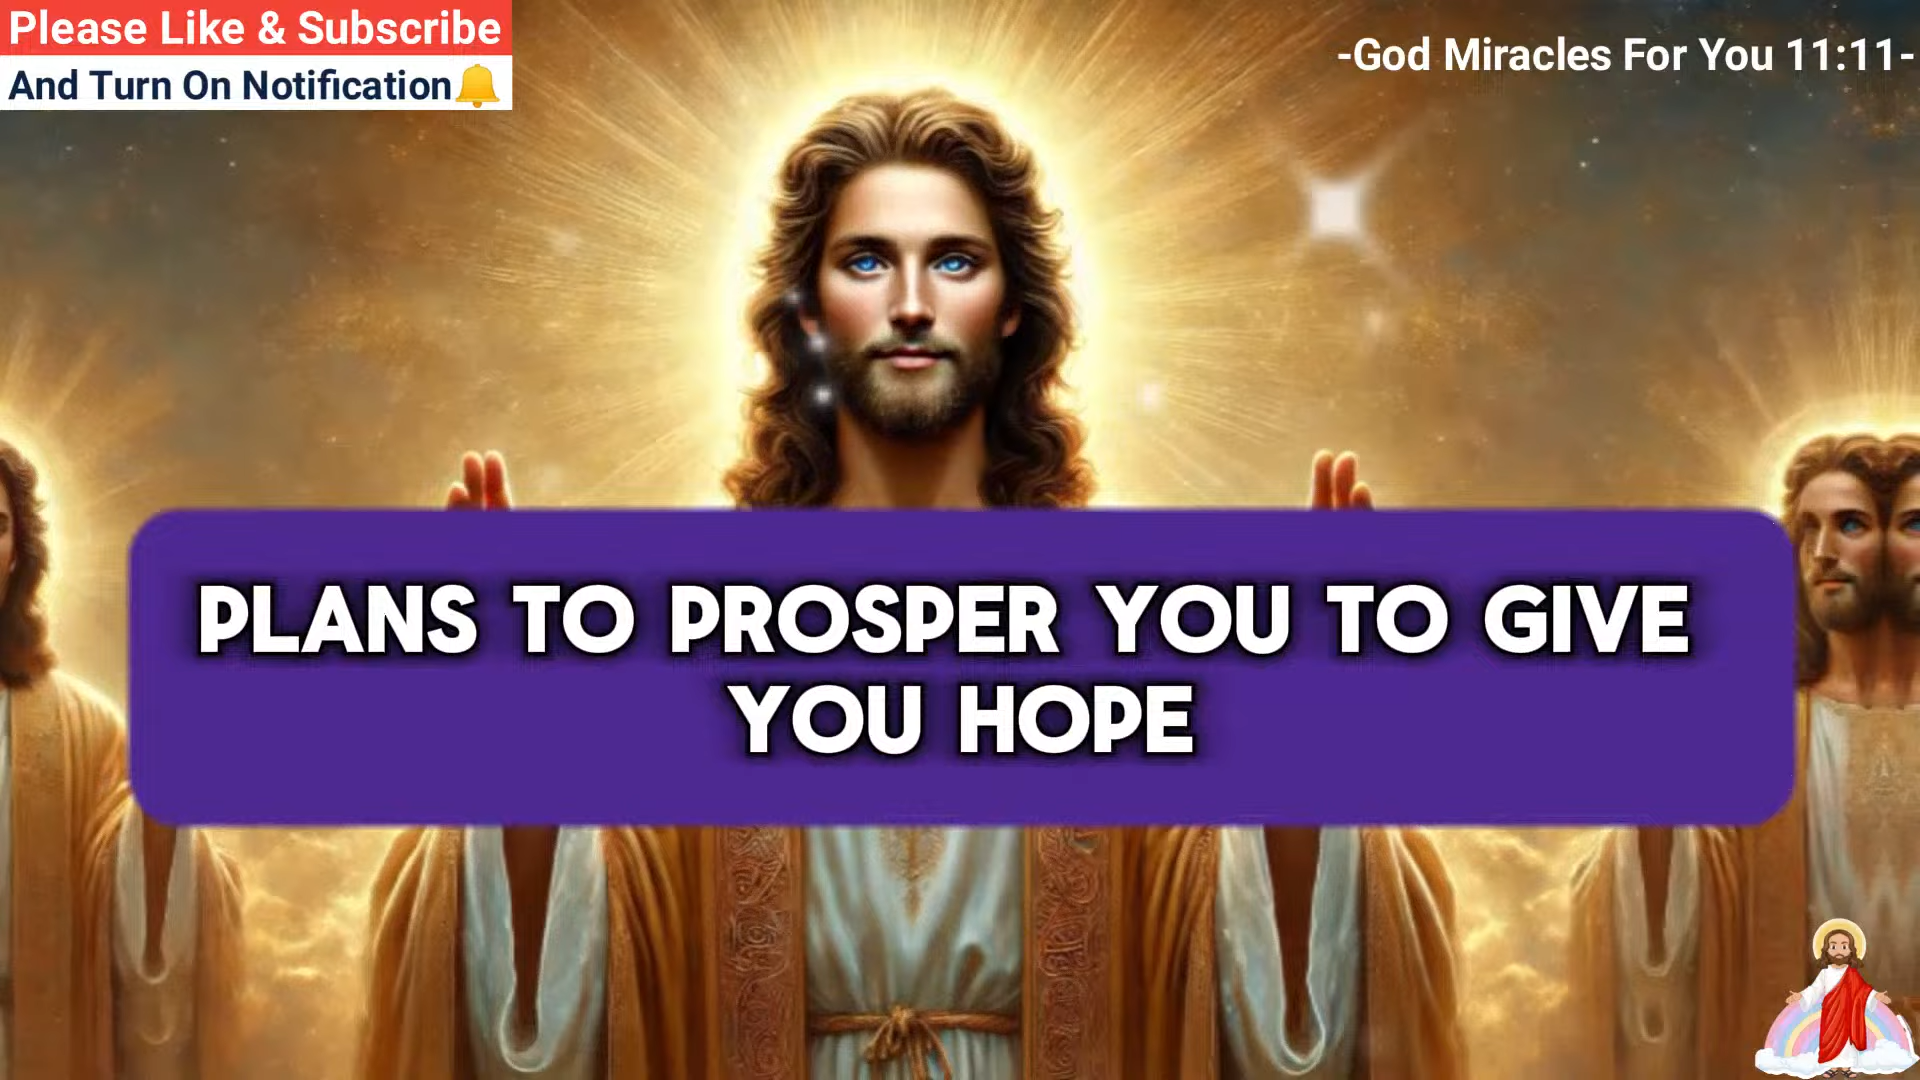 Please Like & Subscribe
And Turn On Notification🔔
-God Miracles For You 11:11-
PLANS TO PROSPER YOU TO GIVE
YOU HOPE